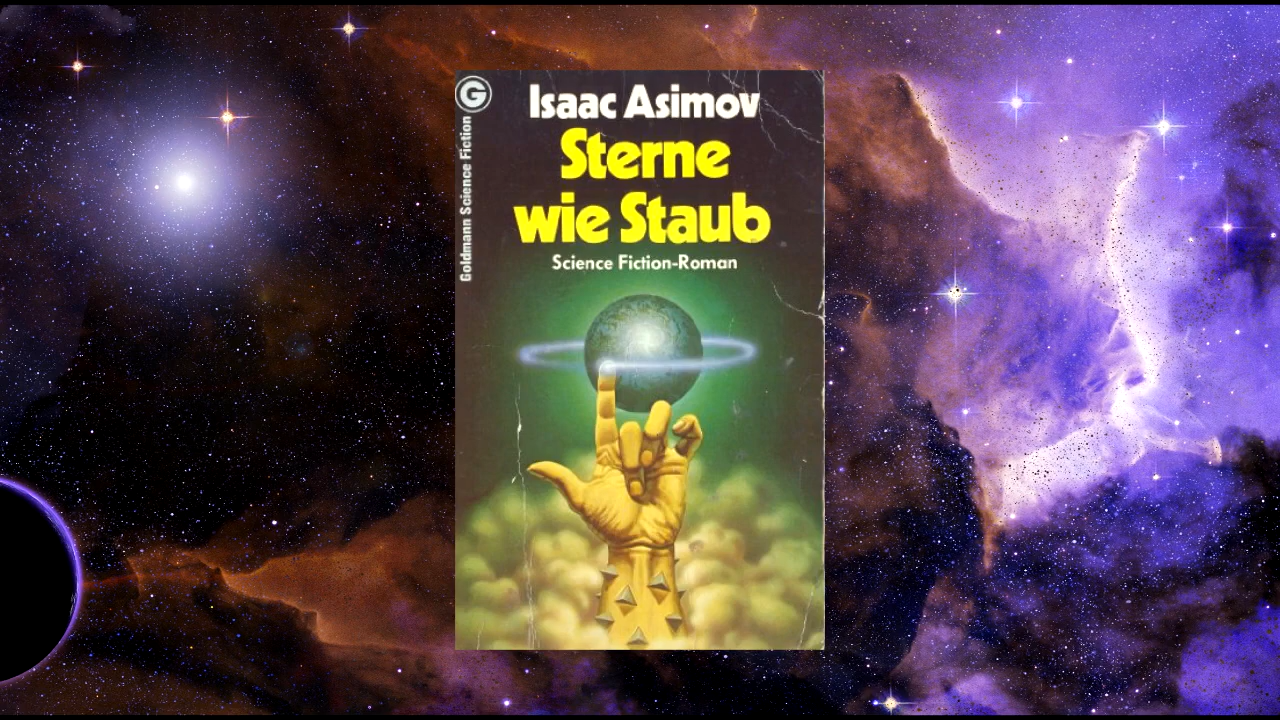 G
Goldmann Science Fiction
Isaac Asimov
Sterne
wie Staub
Science Fiction-Roman